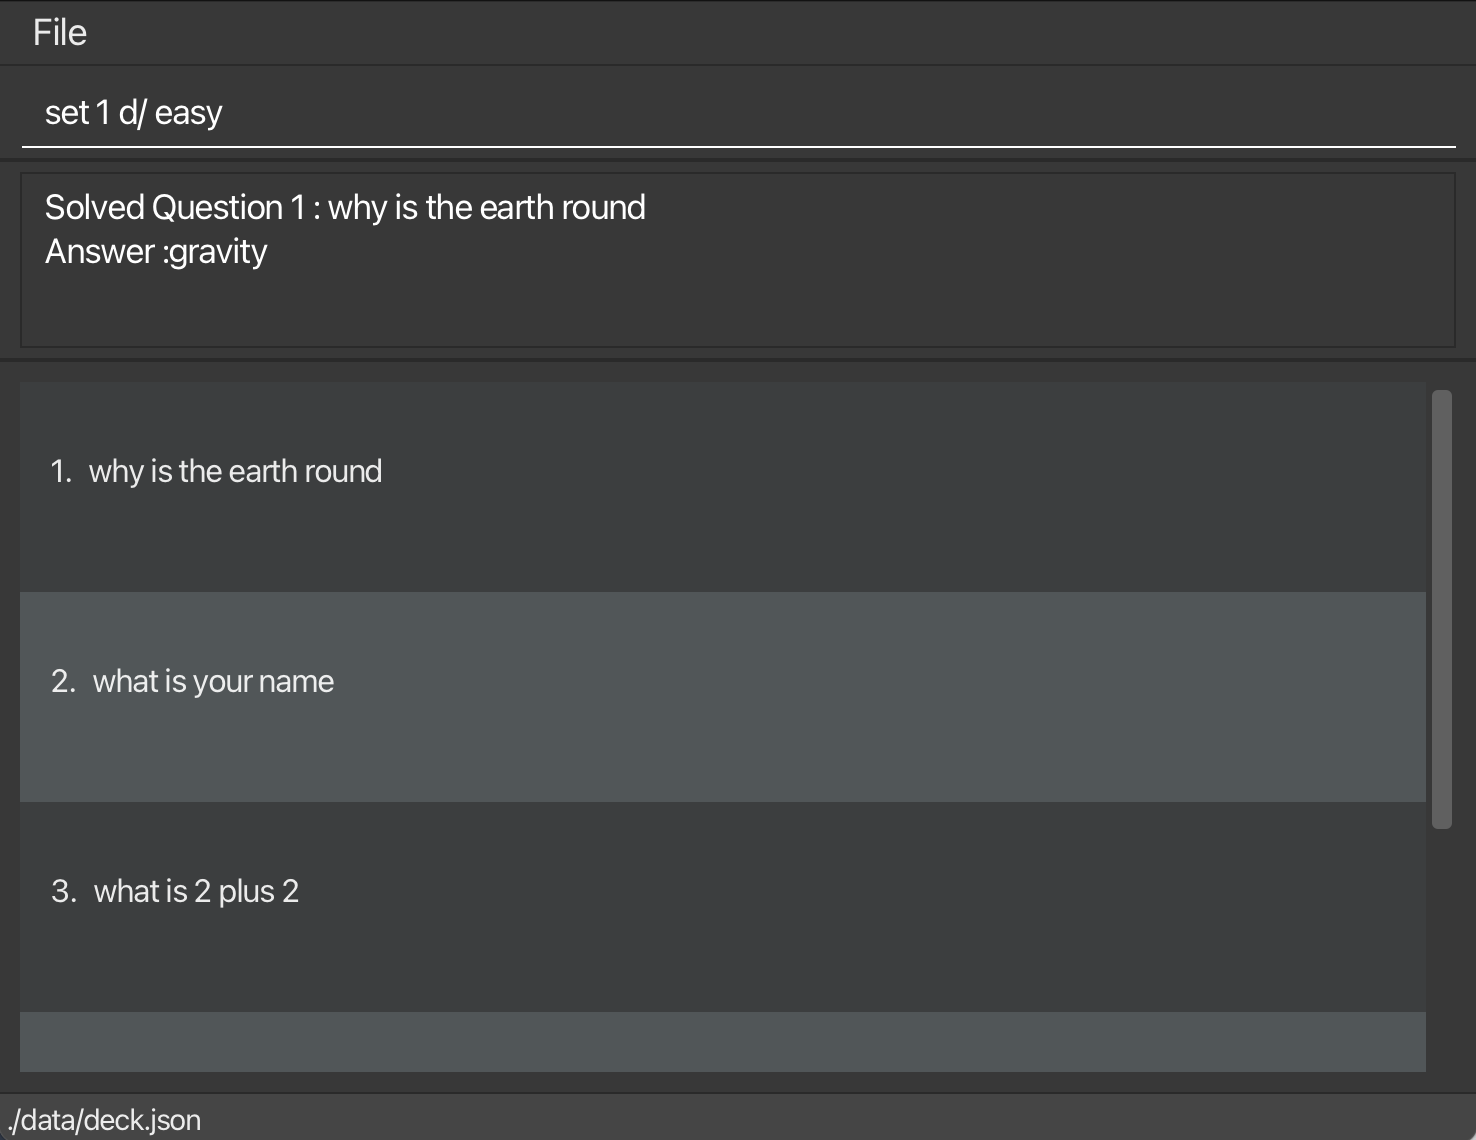 File
set 1 d/ easy
Solved Question 1 : why is the earth round
Answer :gravity
1. why is the earth round
2. what is your name
3. what is 2 plus 2
./data/deck.json